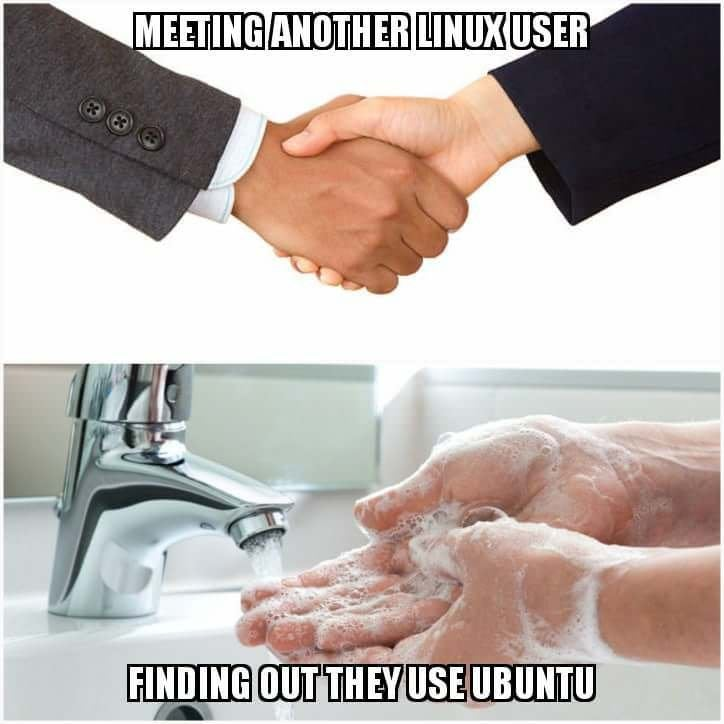 MEETING ANOTHER LINUX USER
FINDING OUT THEY USE UBUNTU